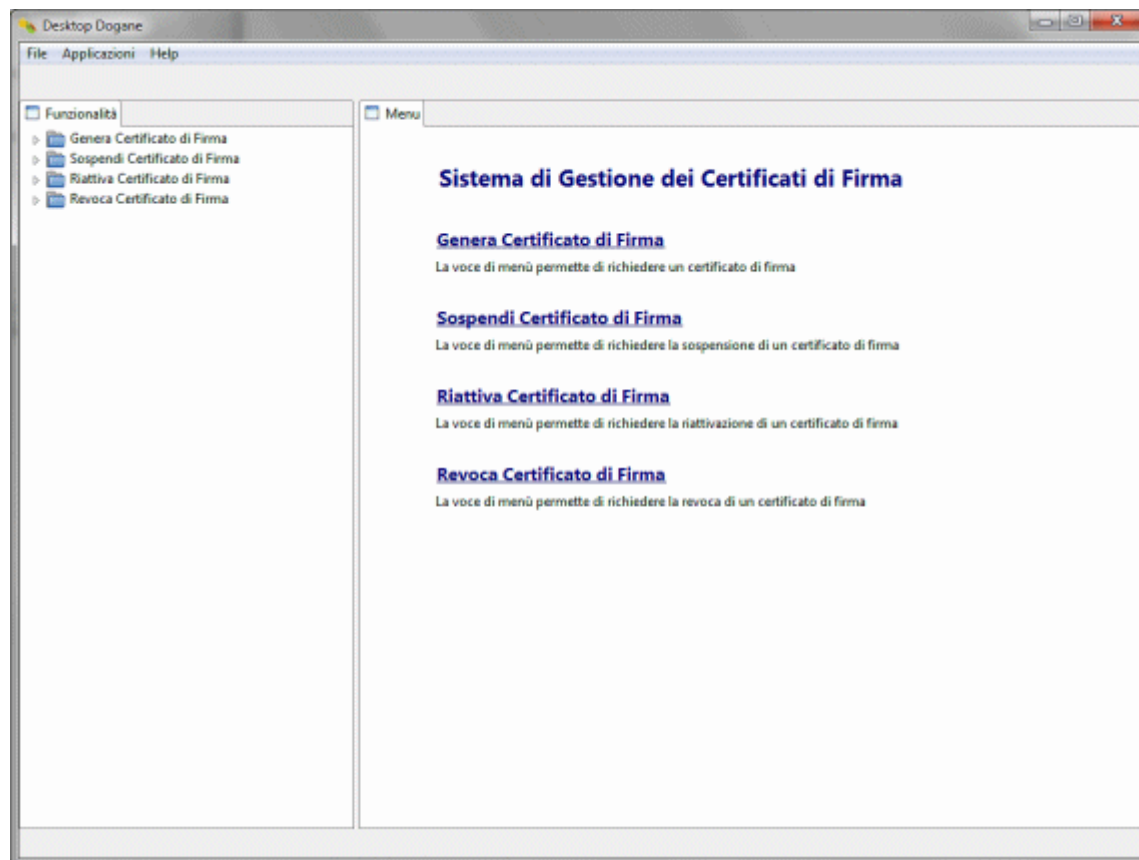 Desktop Dogane
File Applicazioni Help
Funzionalità
Genera Certificato di Firma
Sospendi Certificato di Firma
Riattiva Certificato di Firma
Revoca Certificato di Firma
Menu
Sistema di Gestione dei Certificati di Firma
Genera Certificato di Firma
La voce di menù permette di richiedere un certificato di firma
Sospendi Certificato di Firma
La voce di menù permette di richiedere la sospensione di un certificato di firma
Riattiva Certificato di Firma
La voce di menù permette di richiedere la riattivazione di un certificato di firma
Revoca Certificato di Firma
La voce di menù permette di richiedere la revoca di un certificato di firma